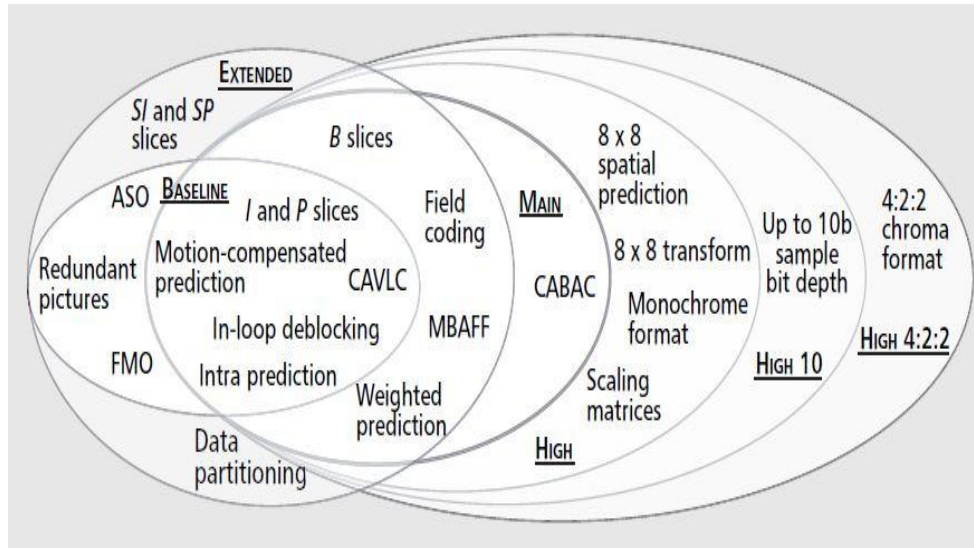 EXTENDED
SI and SP
slices
B slices
ASO
BASELINE
I and P slices
Field
coding
MAIN
8 x 8
spatial
prediction
4:2:2
chroma
format
Redundant
pictures
Motion-compensated
prediction
CAVLC
CABAC
8 x 8 transform
Up to 10b
sample
bit depth
In-loop deblocking
MBAFF
Monochrome
format
HIGH 4:2:2
FMO
Intra prediction
Weighted
prediction
Scaling
matrices
HIGH 10
Data
partitioning
HIGH